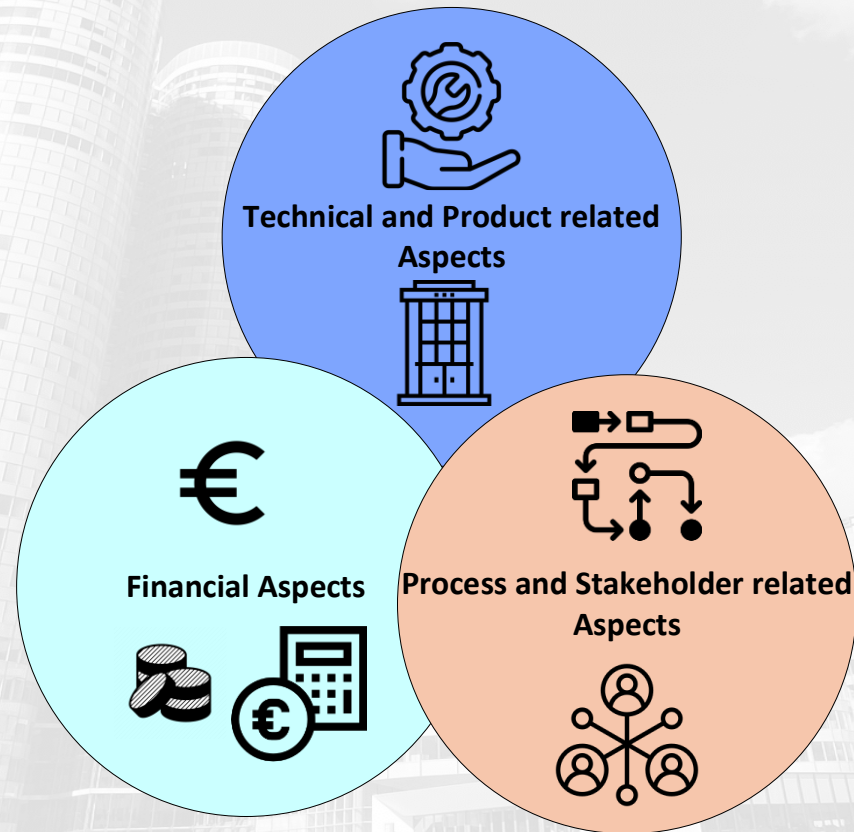 Technical and Product related
Aspects
€
Financial Aspects
Process and Stakeholder related
Aspects
€